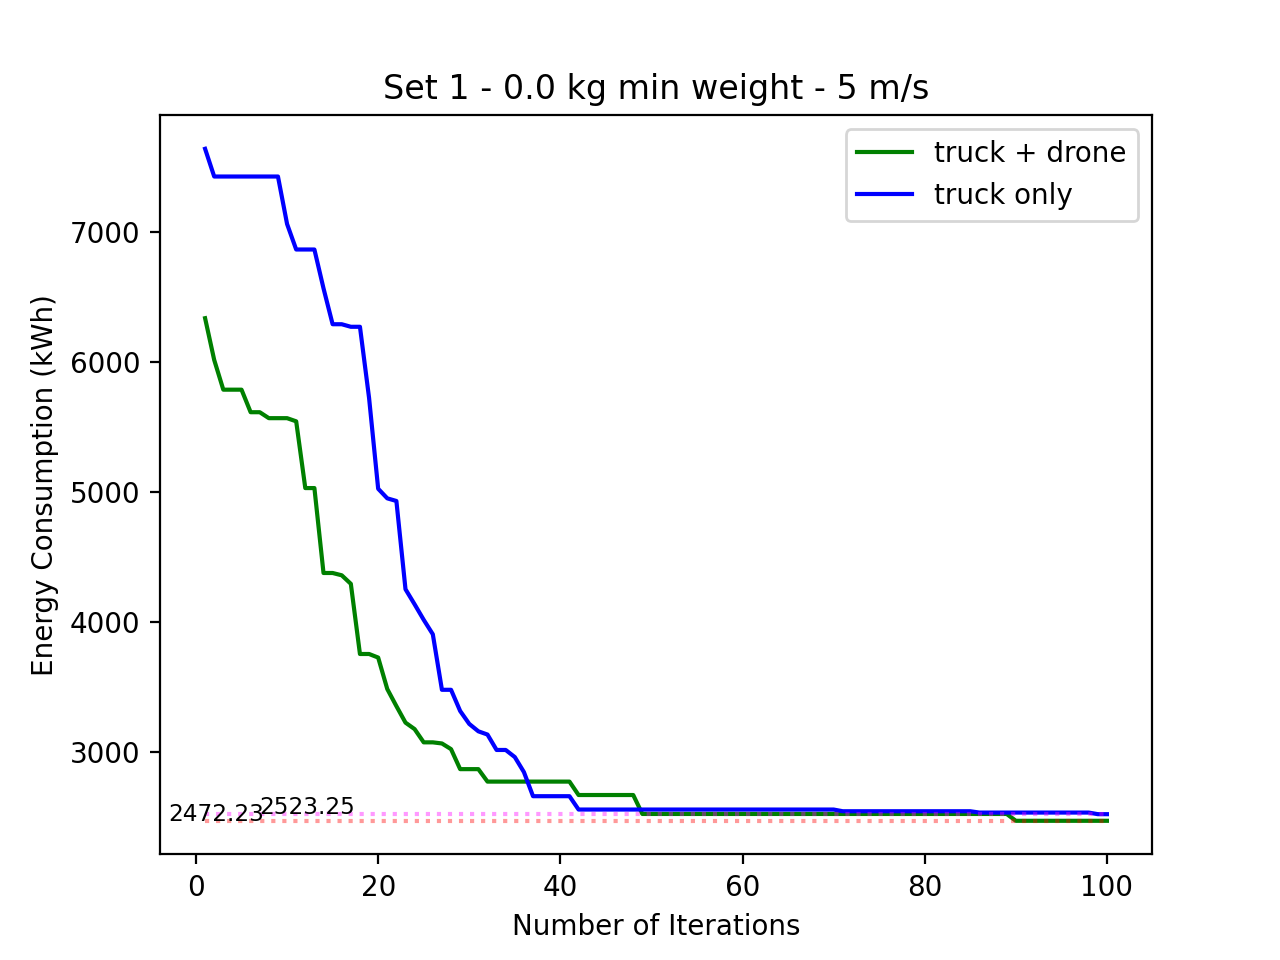 Set 1 - 0.0 kg min weight - 5 m/s
truck + drone
truck only
Energy Consumption (kWh)
7000
6000
5000
4000
3000
2472.23
2523.25
0
20
40
60
80
100
Number of Iterations